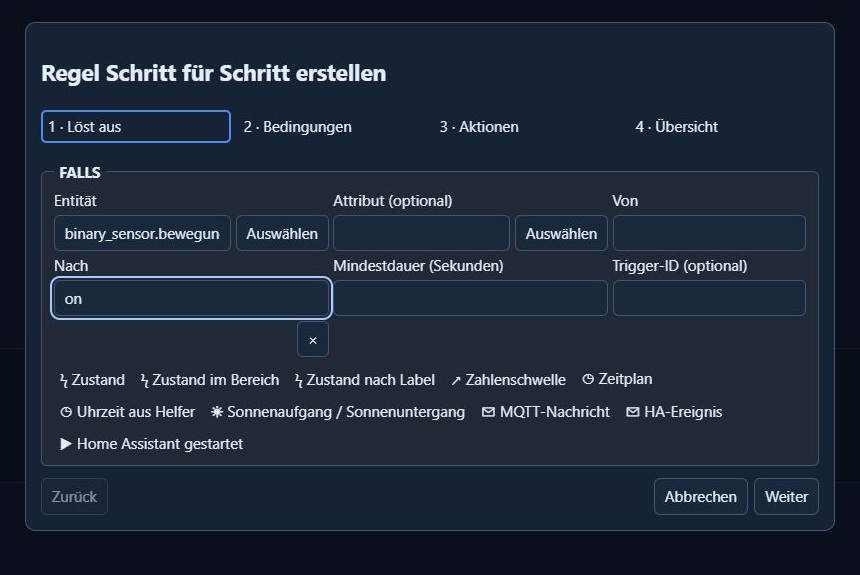 Regel Schritt für Schritt erstellen
1 · Löst aus 2 · Bedingungen 3 · Aktionen 4 · Übersicht
FALLS
Entität Attribut (optional) Von
binary_sensor.bewegun Auswählen Auswählen
Nach Mindestdauer (Sekunden) Trigger-ID (optional)
on
×
Zustand Zustand im Bereich Zustand nach Label Zahlenschwelle Zeitplan
Uhrzeit aus Helfer Sonnenaufgang / Sonnenuntergang MQTT-Nachricht HA-Ereignis
Home Assistant gestartet
Zurück Abbrechen Weiter